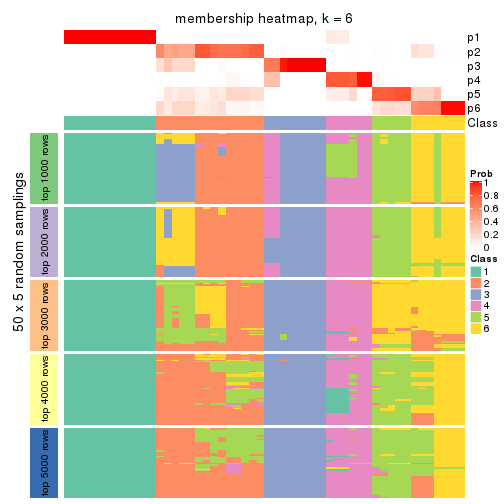 membership heatmap, k = 6
p1
p2
p3
p4
p5
p6
Class
50 x 5 random samplings
top 1000 rows
top 2000 rows
top 3000 rows
top 4000 rows
top 5000 rows
Prob
1
0.8
0.6
0.4
0.2
0
Class
1
2
3
4
5
6